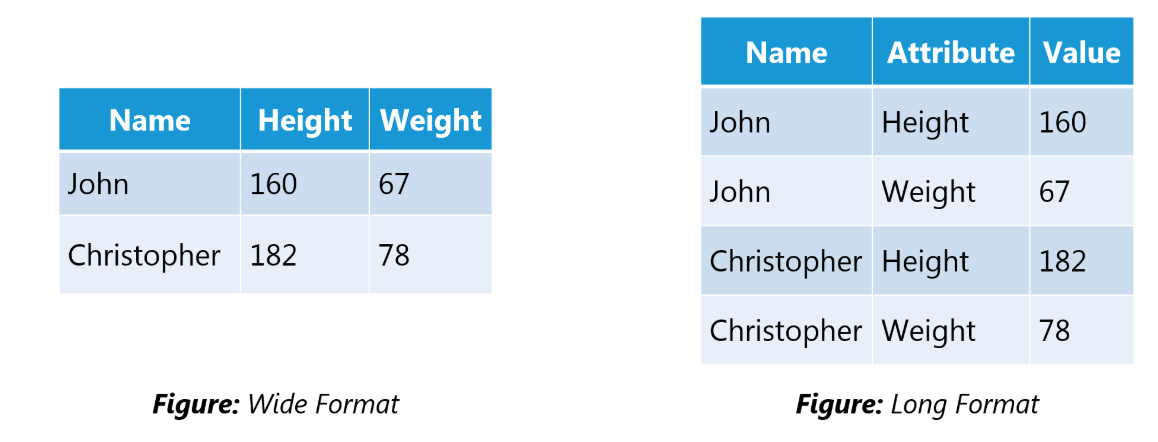 Name Height Weight
John 160 67
Christopher 182 78
Figure: Wide Format
Name Attribute Value
John Height 160
John Weight 67
Christopher Height 182
Christopher Weight 78
Figure: Long Format